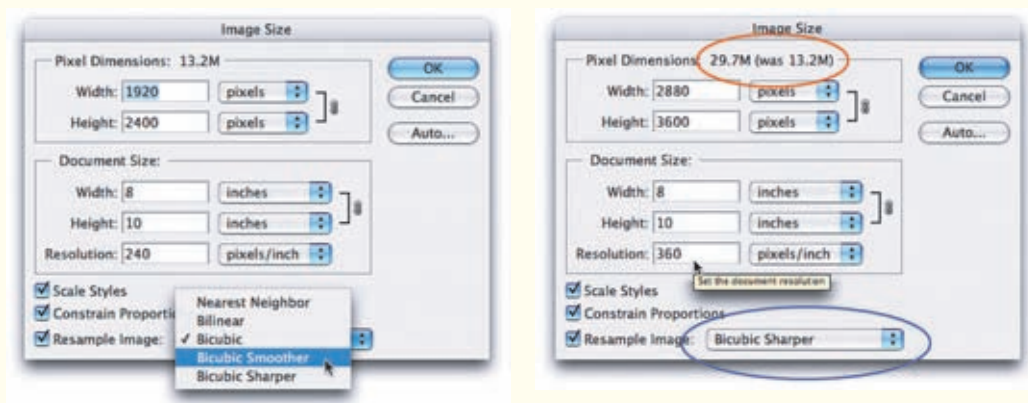 Image Size
Pixel Dimensions: 13.2M
Width: 1920 pixels
Height: 2400 pixels
Document Size:
Width: 8 inches
Height: 10 inches
Resolution: 240 pixels/inch
Scale Styles
Constrain Proportio
Resample Image:
Nearest Neighbor
Bilinear
✓ Bicubic
Bicubic Smoother
Bicubic Sharper
OK
Cancel
Auto...
Image Size
Pixel Dimensions: 29.7M (was 13.2M)
Width: 2880 pixels
Height: 3600 pixels
Document Size:
Width: 8 inches
Height: 10 inches
Resolution: 360 pixels/inch
Set the document resolution
Scale Styles
Constrain Proportions
Resample Image: Bicubic Sharper
OK
Cancel
Auto...